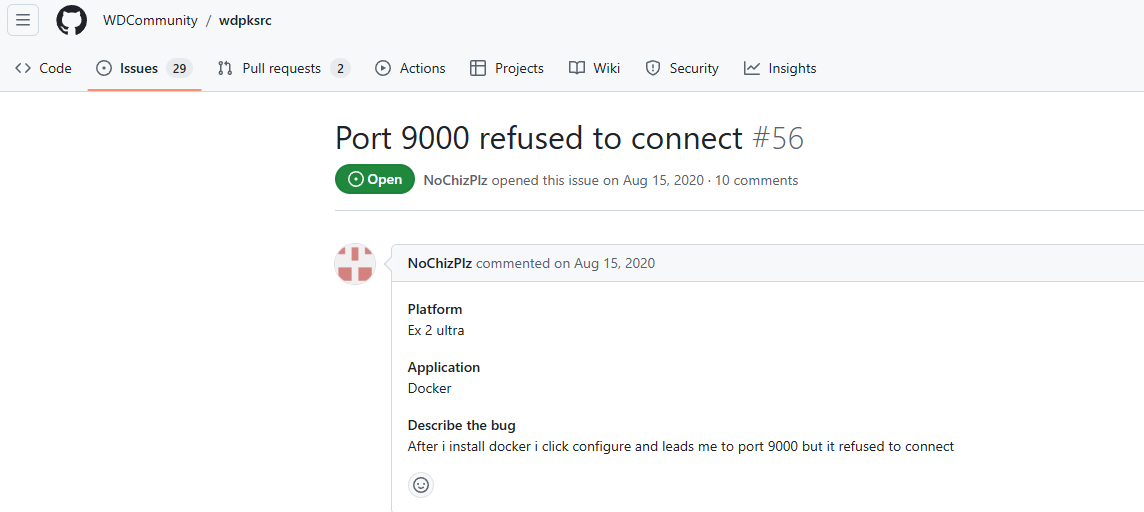 WDCommunity / wdpksrc
Code Issues 29 Pull requests 2 Actions Projects Wiki Security Insights
Port 9000 refused to connect #56
Open NoChizPlz opened this issue on Aug 15, 2020 · 10 comments
NoChizPlz commented on Aug 15, 2020
Platform
Ex 2 ultra
Application
Docker
Describe the bug
After i install docker i click configure and leads me to port 9000 but it refused to connect